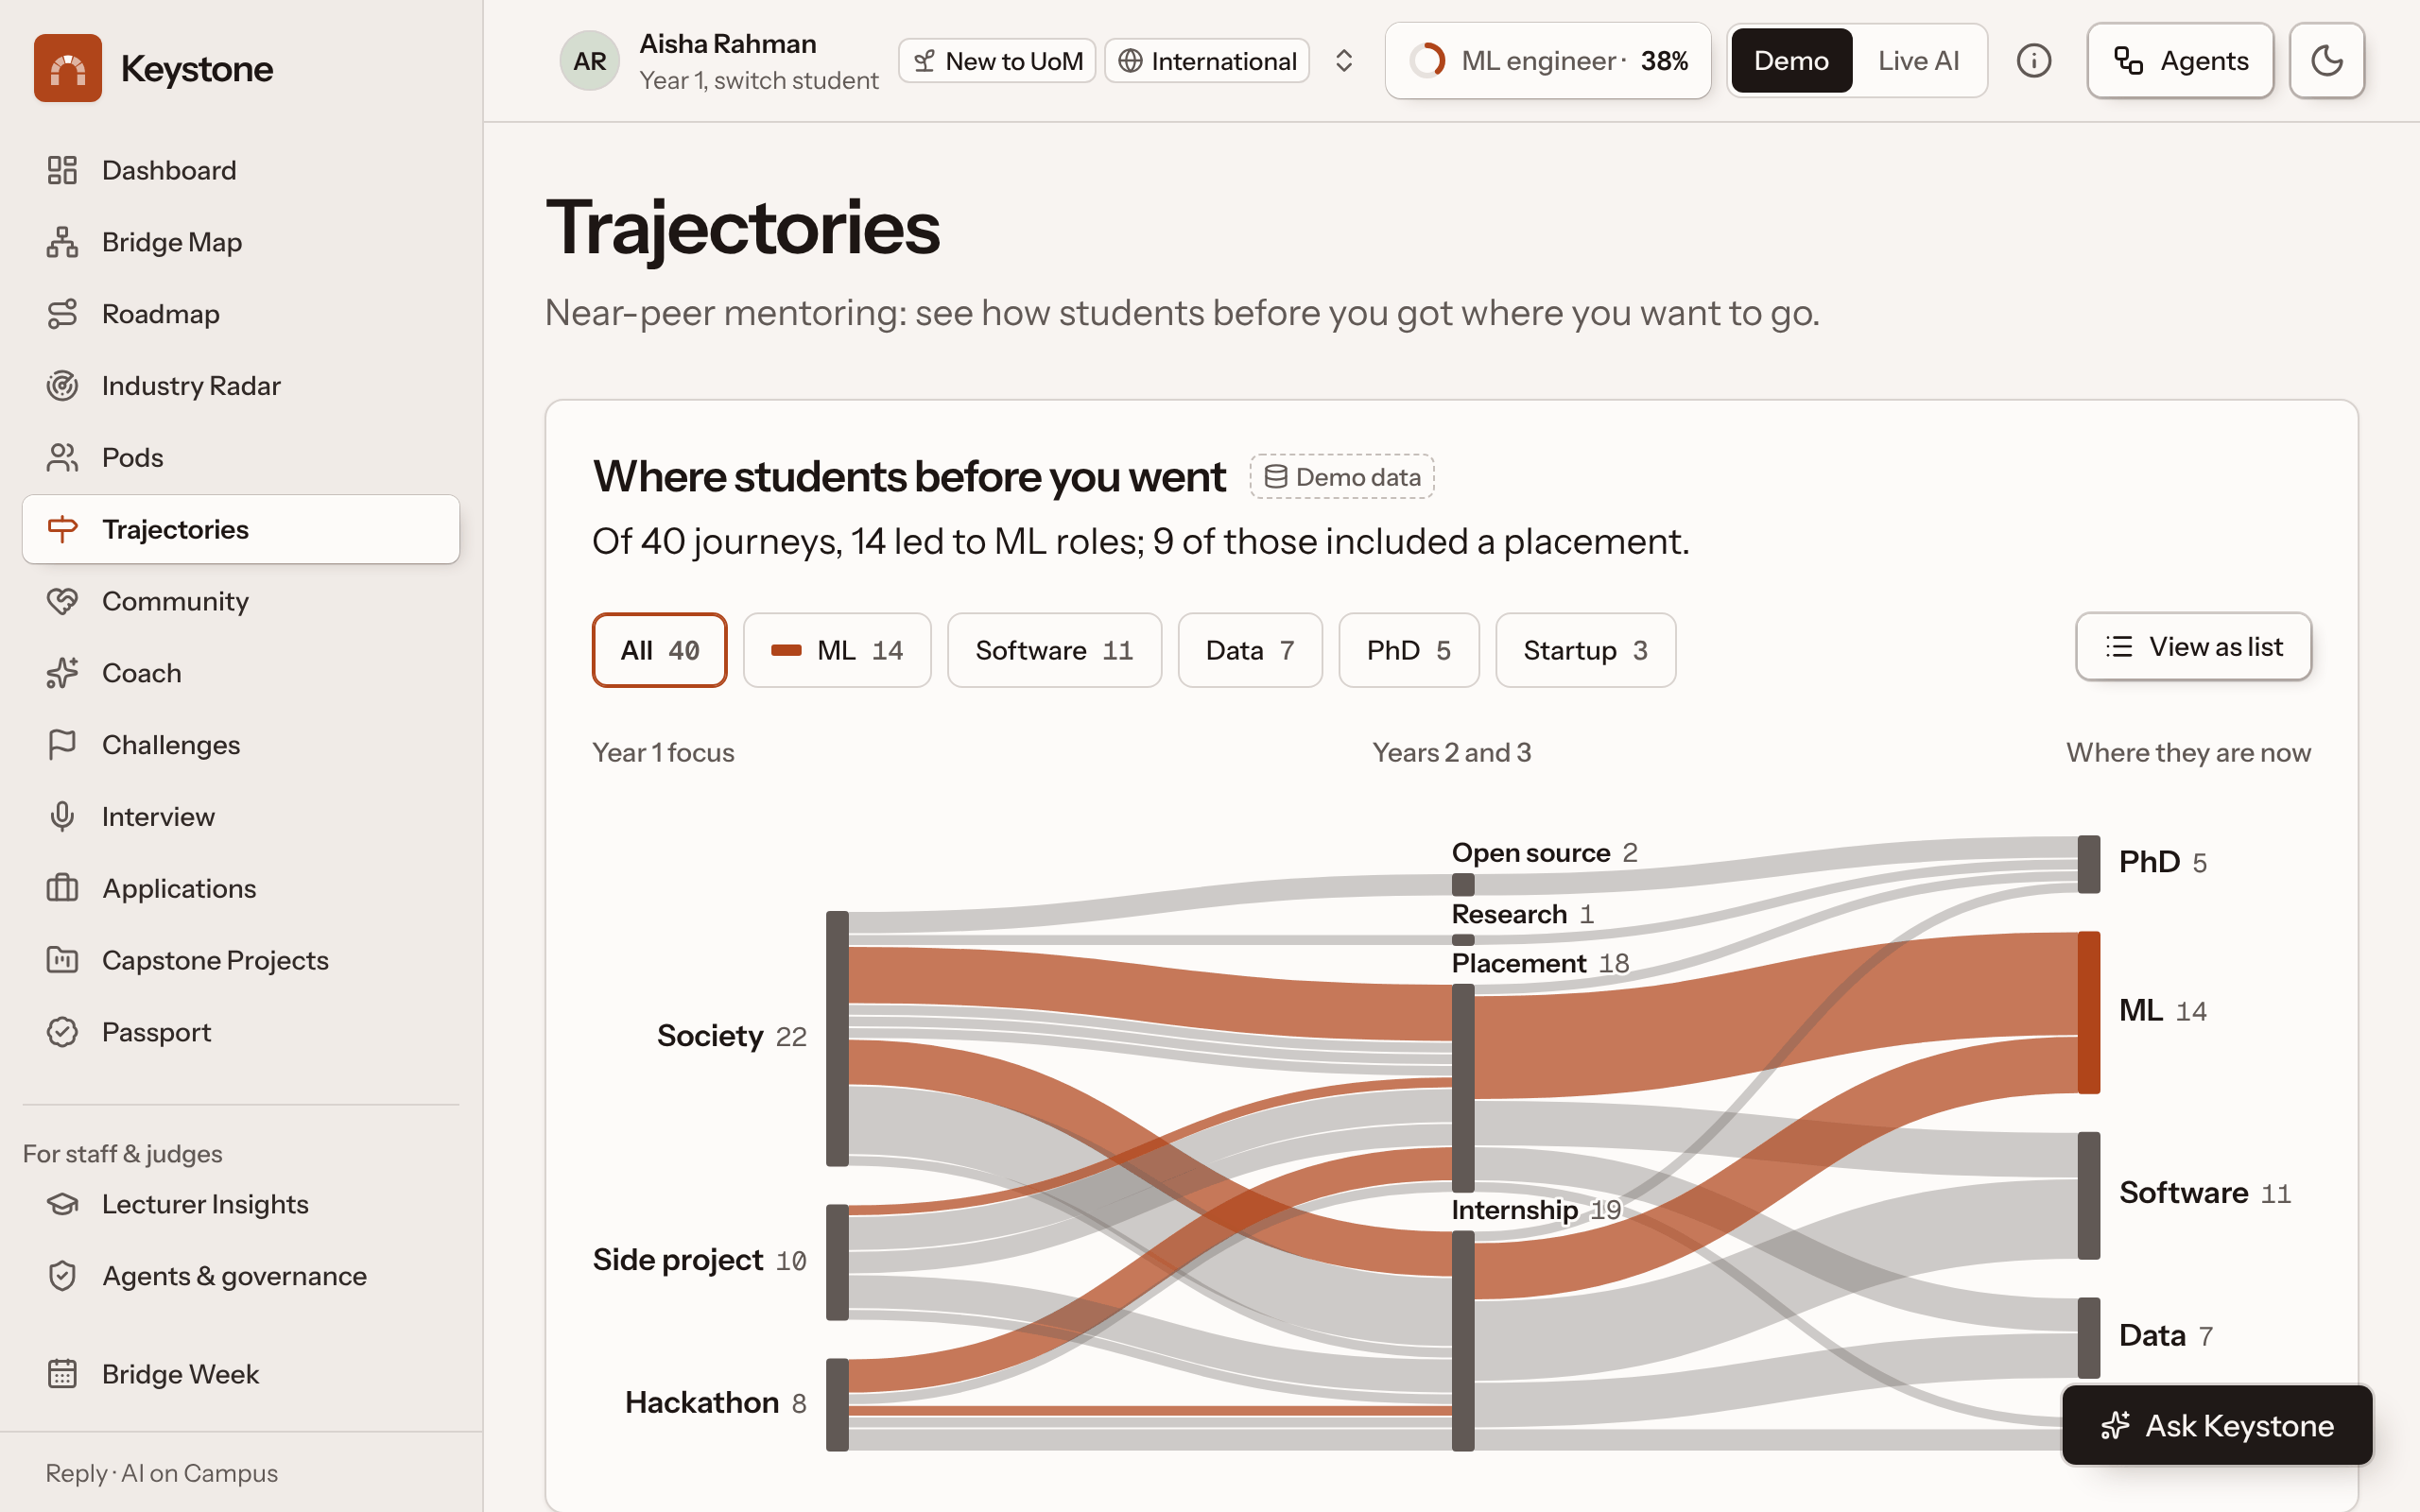 Keystone
Dashboard
Bridge Map
Roadmap
Industry Radar
Pods
Trajectories
Community
Coach
Challenges
Interview
Applications
Capstone Projects
Passport
For staff & judges
Lecturer Insights
Agents & governance
Bridge Week
Reply · AI on Campus
AR
Aisha Rahman
Year 1, switch student
New to UoM
International
ML engineer · 38%
Demo
Live AI
Agents
Trajectories
Near-peer mentoring: see how students before you got where you want to go.
Where students before you went
Demo data
Of 40 journeys, 14 led to ML roles; 9 of those included a placement.
All 40
ML 14
Software 11
Data 7
PhD 5
Startup 3
View as list
Year 1 focus
Years 2 and 3
Where they are now
Society 22
Side project 10
Hackathon 8
Open source 2
Research 1
Placement 18
Internship 19
PhD 5
ML 14
Software 11
Data 7
Ask Keystone